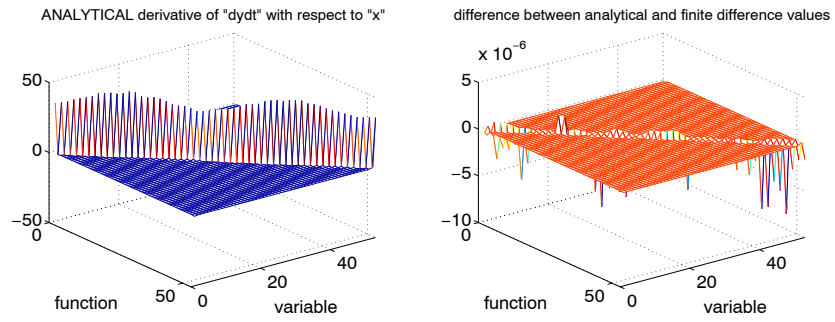 ANALYTICAL derivative of "dydt" with respect to "x"
50
0
−50
0
50
function
0
20
40
variable
difference between analytical and finite difference values
x 10^-6
5
0
−5
−10
0
50
function
0
20
40
variable